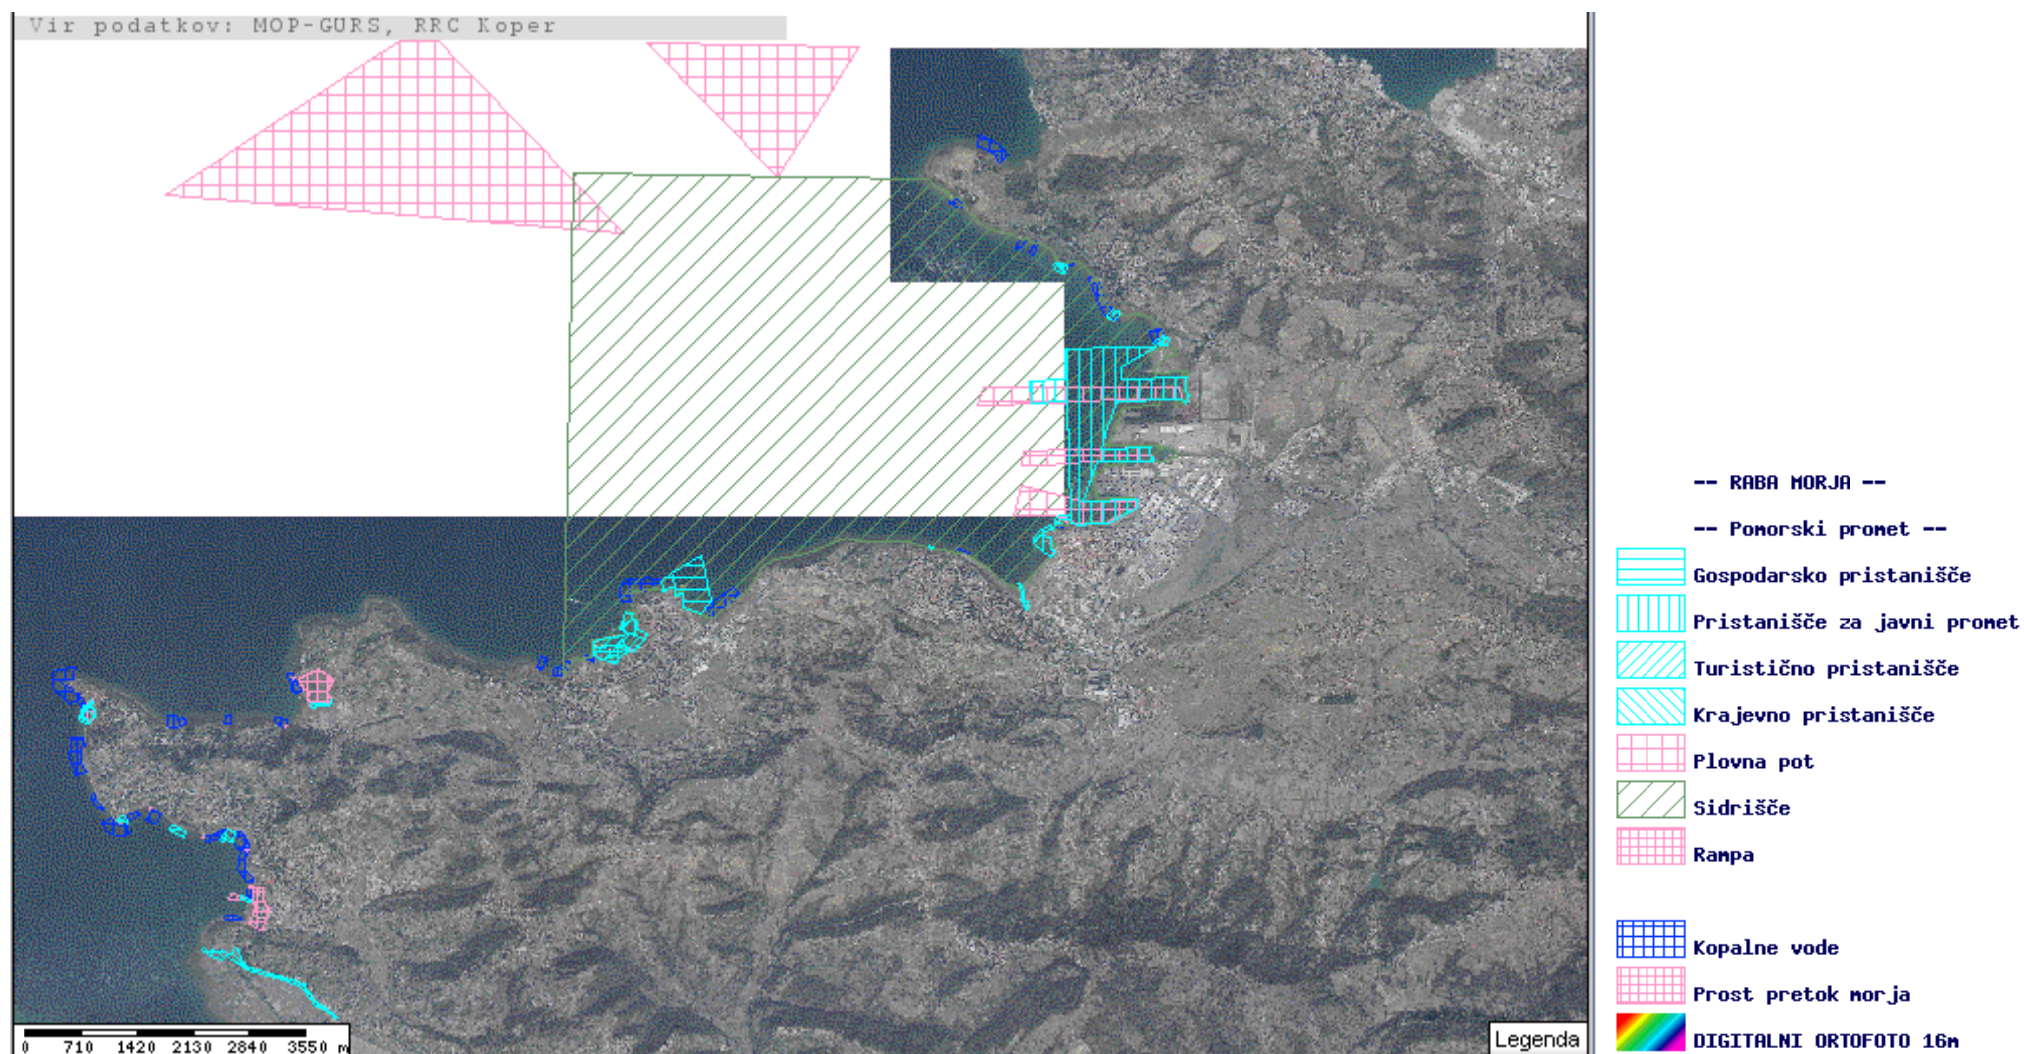 Vir podatkov: MOP-GURS, RRC Koper
-- RABA MORJA --
-- Pomorski promet --
Gospodarsko pristanišče
Pristanišče za javni promet
Turistično pristanišče
Krajevno pristanišče
Plovna pot
Sidrišče
Rampa
Kopalne vode
Prost pretok morja
DIGITALNI ORTOFOTO 16m
Legenda
0 710 1420 2130 2840 3550 m